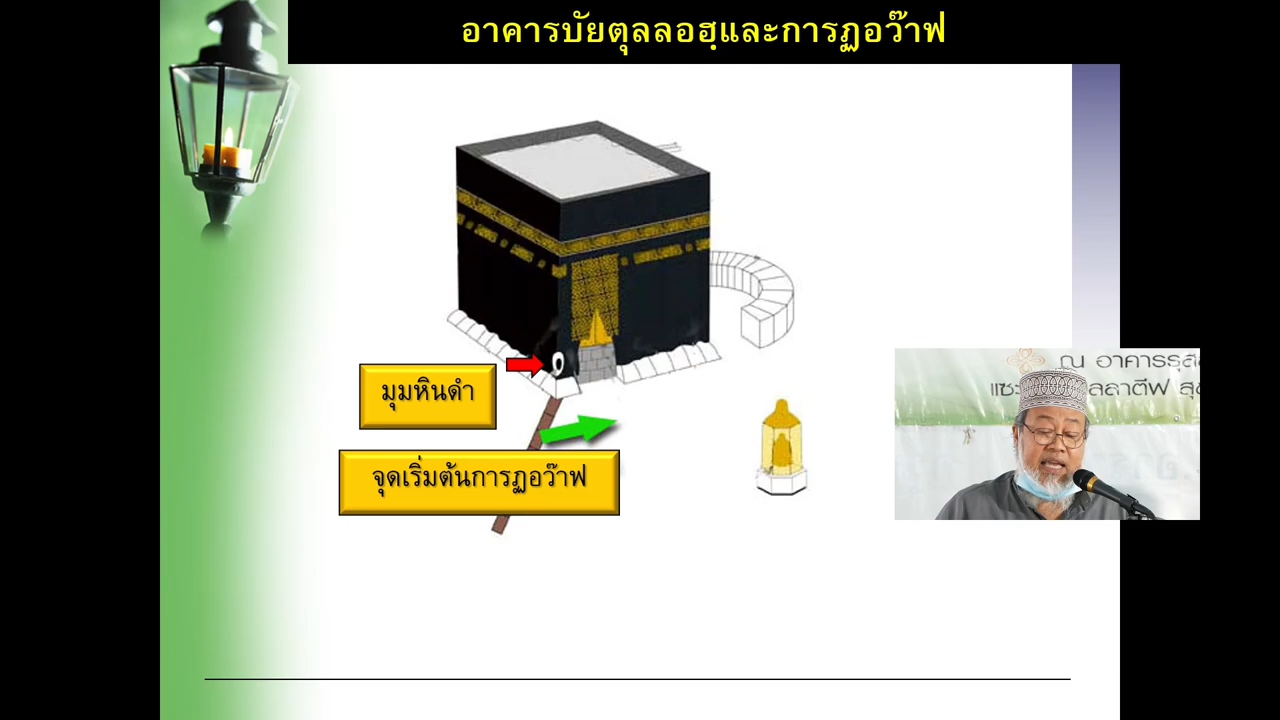 อาคารบัยตุลลอฮฺและการฏอว๊าฟ
มุมหินดำ
จุดเริ่มต้นการฏอว๊าฟ
ณ อาคาร